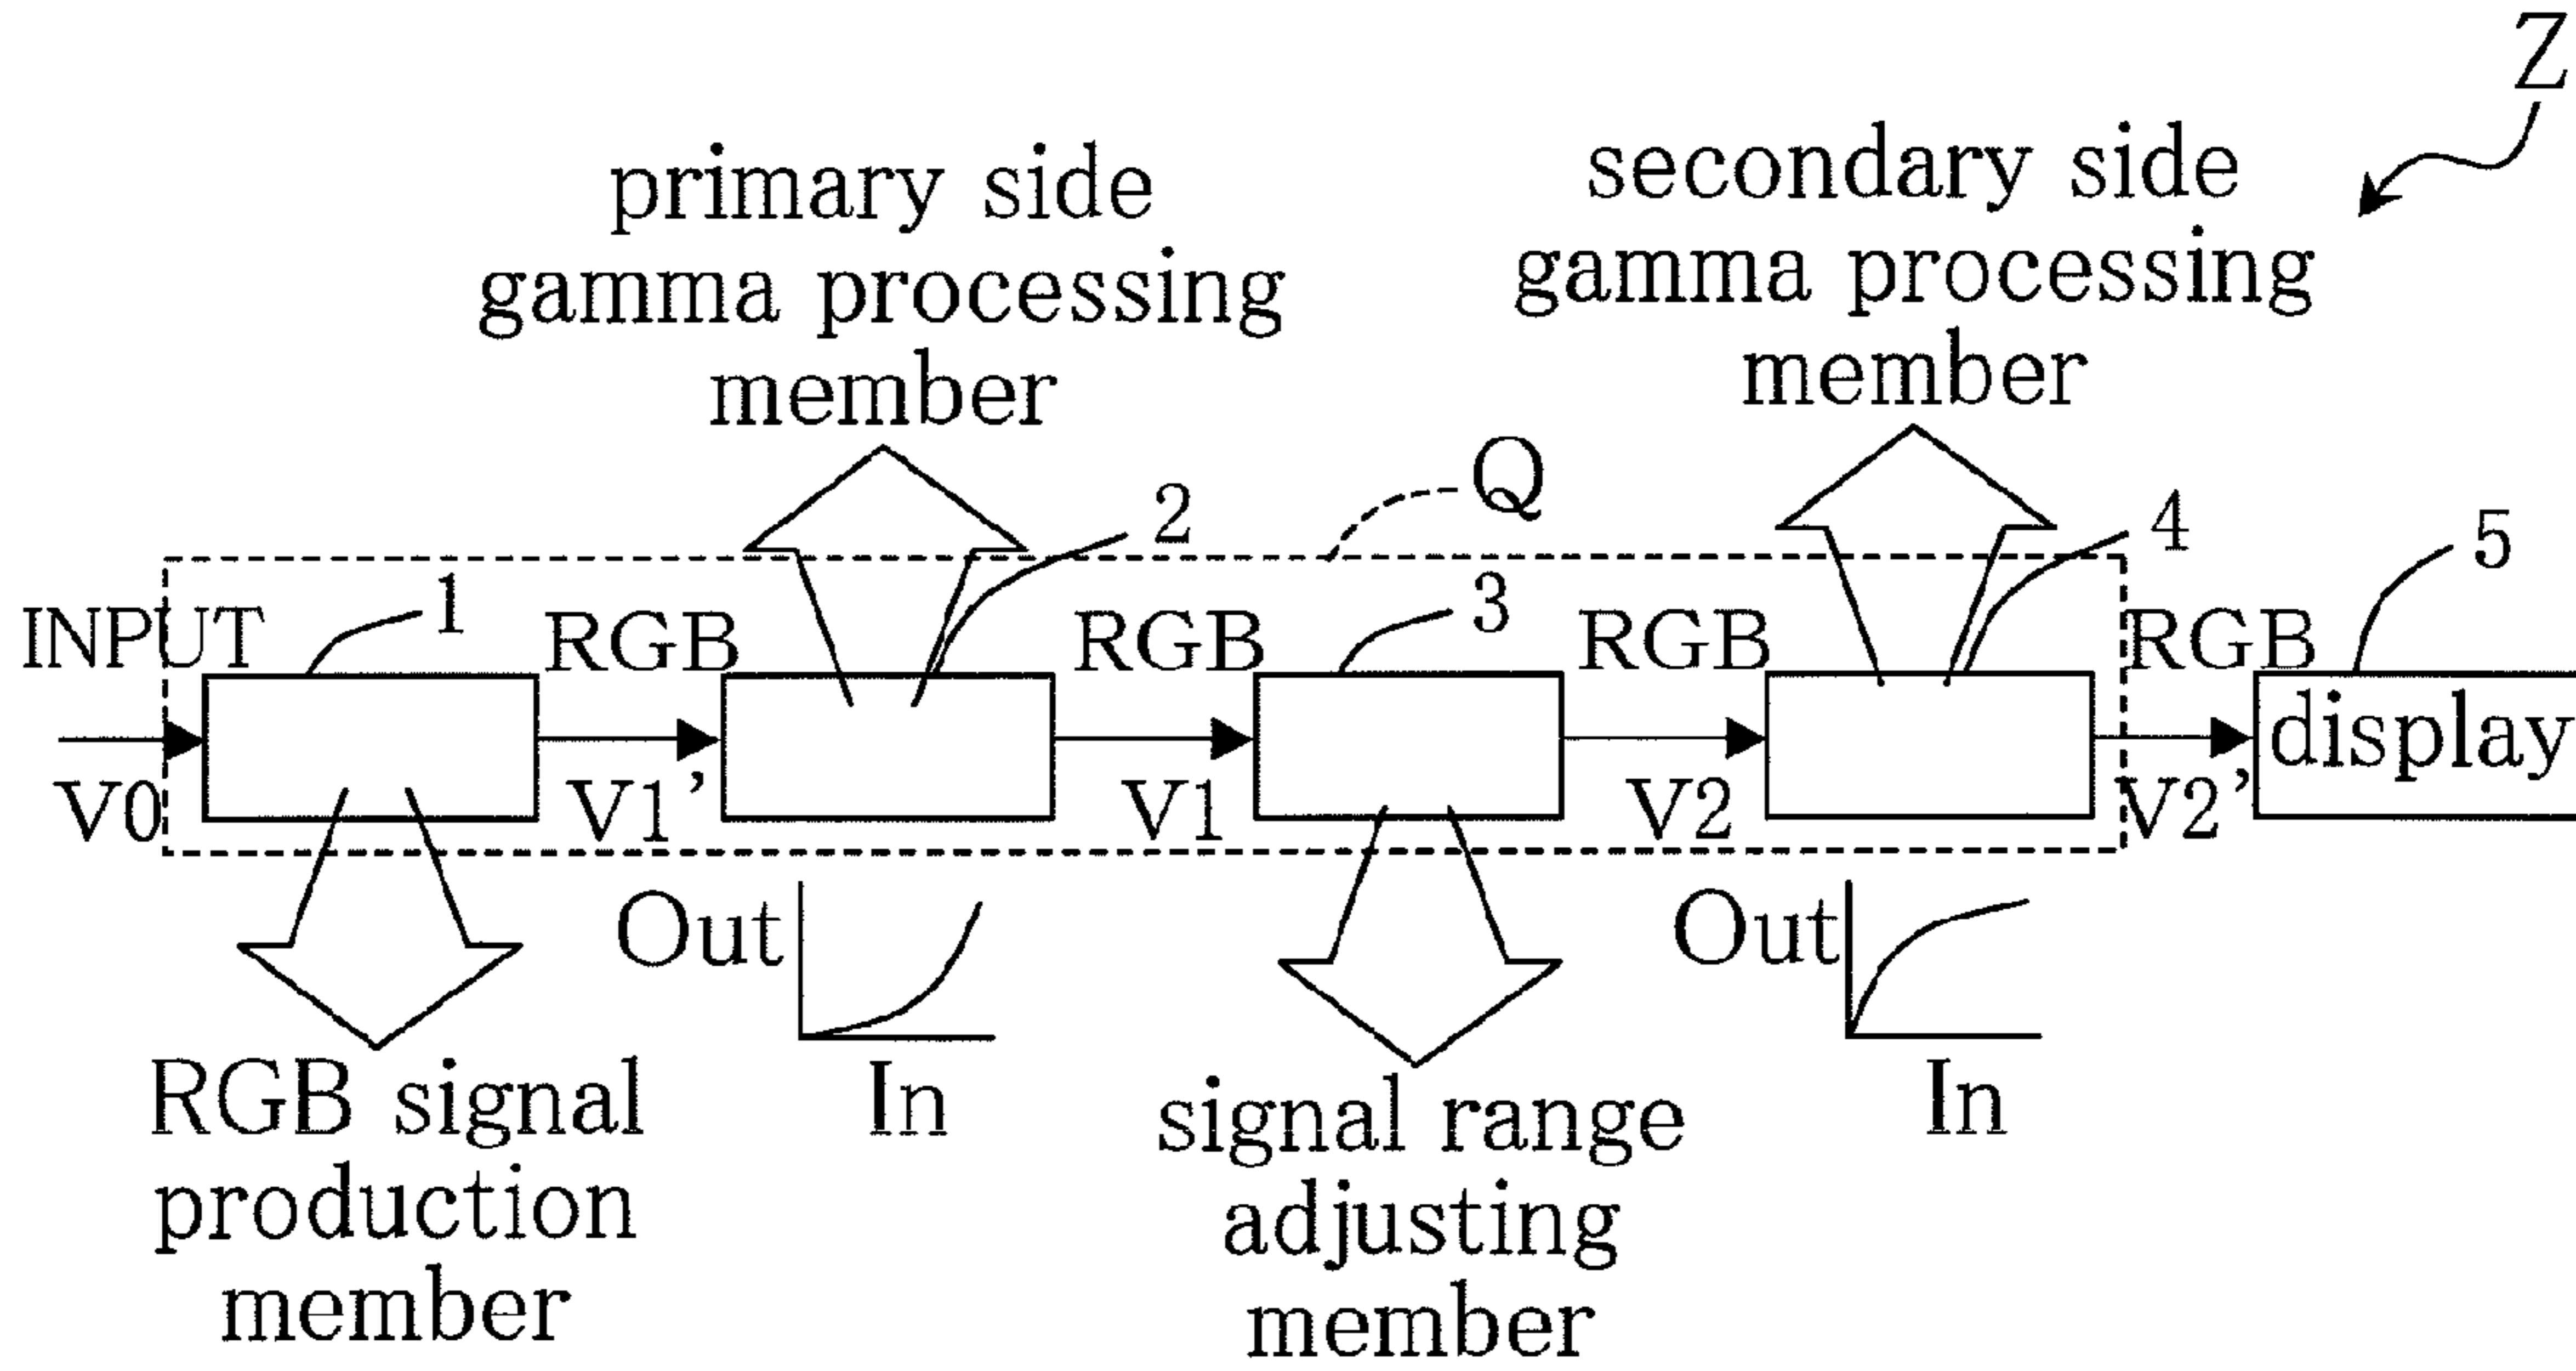 Z
primary side
gamma processing
member
secondary side
gamma processing
member
Q
2
4
5
1
3
INPUT
RGB
RGB
RGB
RGB
display
V0
V1’
V1
V2
V2’
Out
In
Out
In
RGB signal
production
member
signal range
adjusting
member